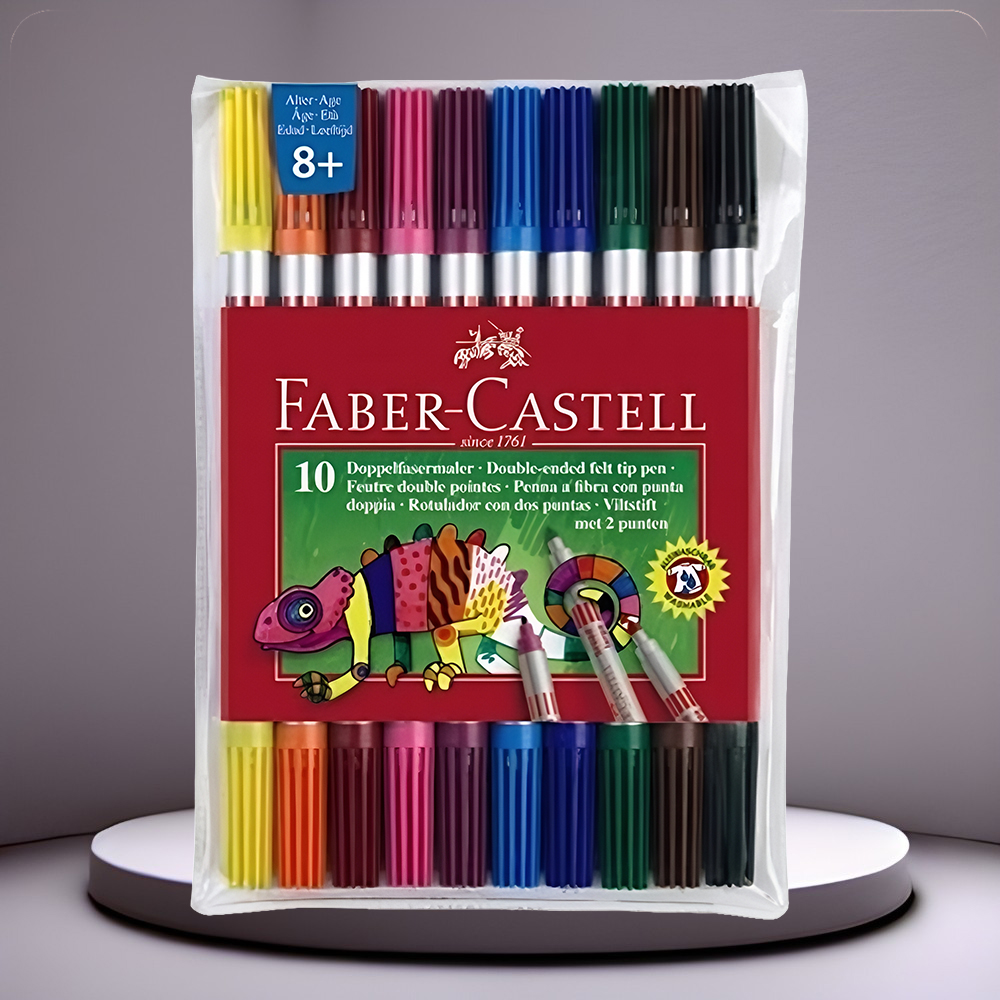 Alter · Age
Âge · Età
Edad · Leeftijd
8+
FABER-CASTELL
since 1761
10 Doppelfasermaler · Double-ended felt tip pen ·
Feutre double pointes · Penna a fibra con punta
doppia · Rotulador con dos puntas · Viltstift
met 2 punten
WASHABLE